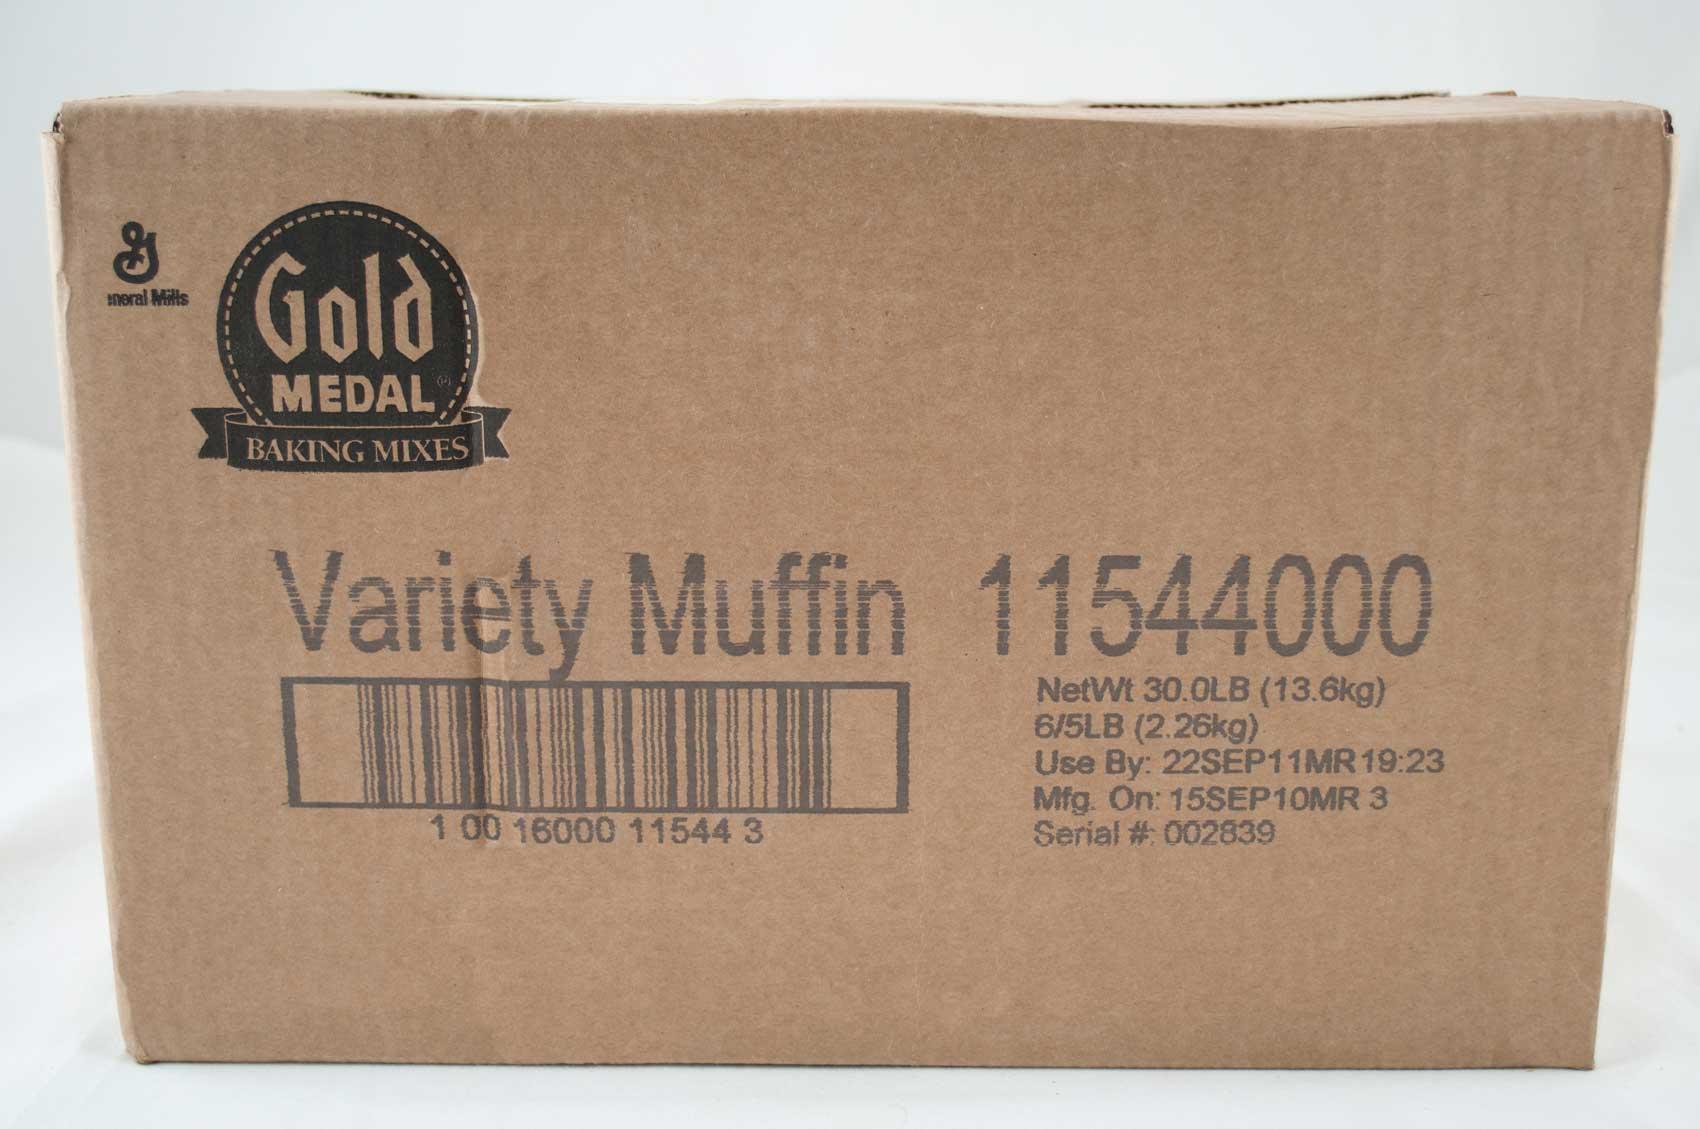 neral Mills
Gold
MEDAL®
BAKING MIXES
Variety Muffin 11544000
NetWt 30.0LB (13.6kg)
6/5LB (2.26kg)
Use By: 22SEP11MR19:23
Mfg. On: 15SEP10MR 3
Serial #: 002839
1 00 16000 11544 3